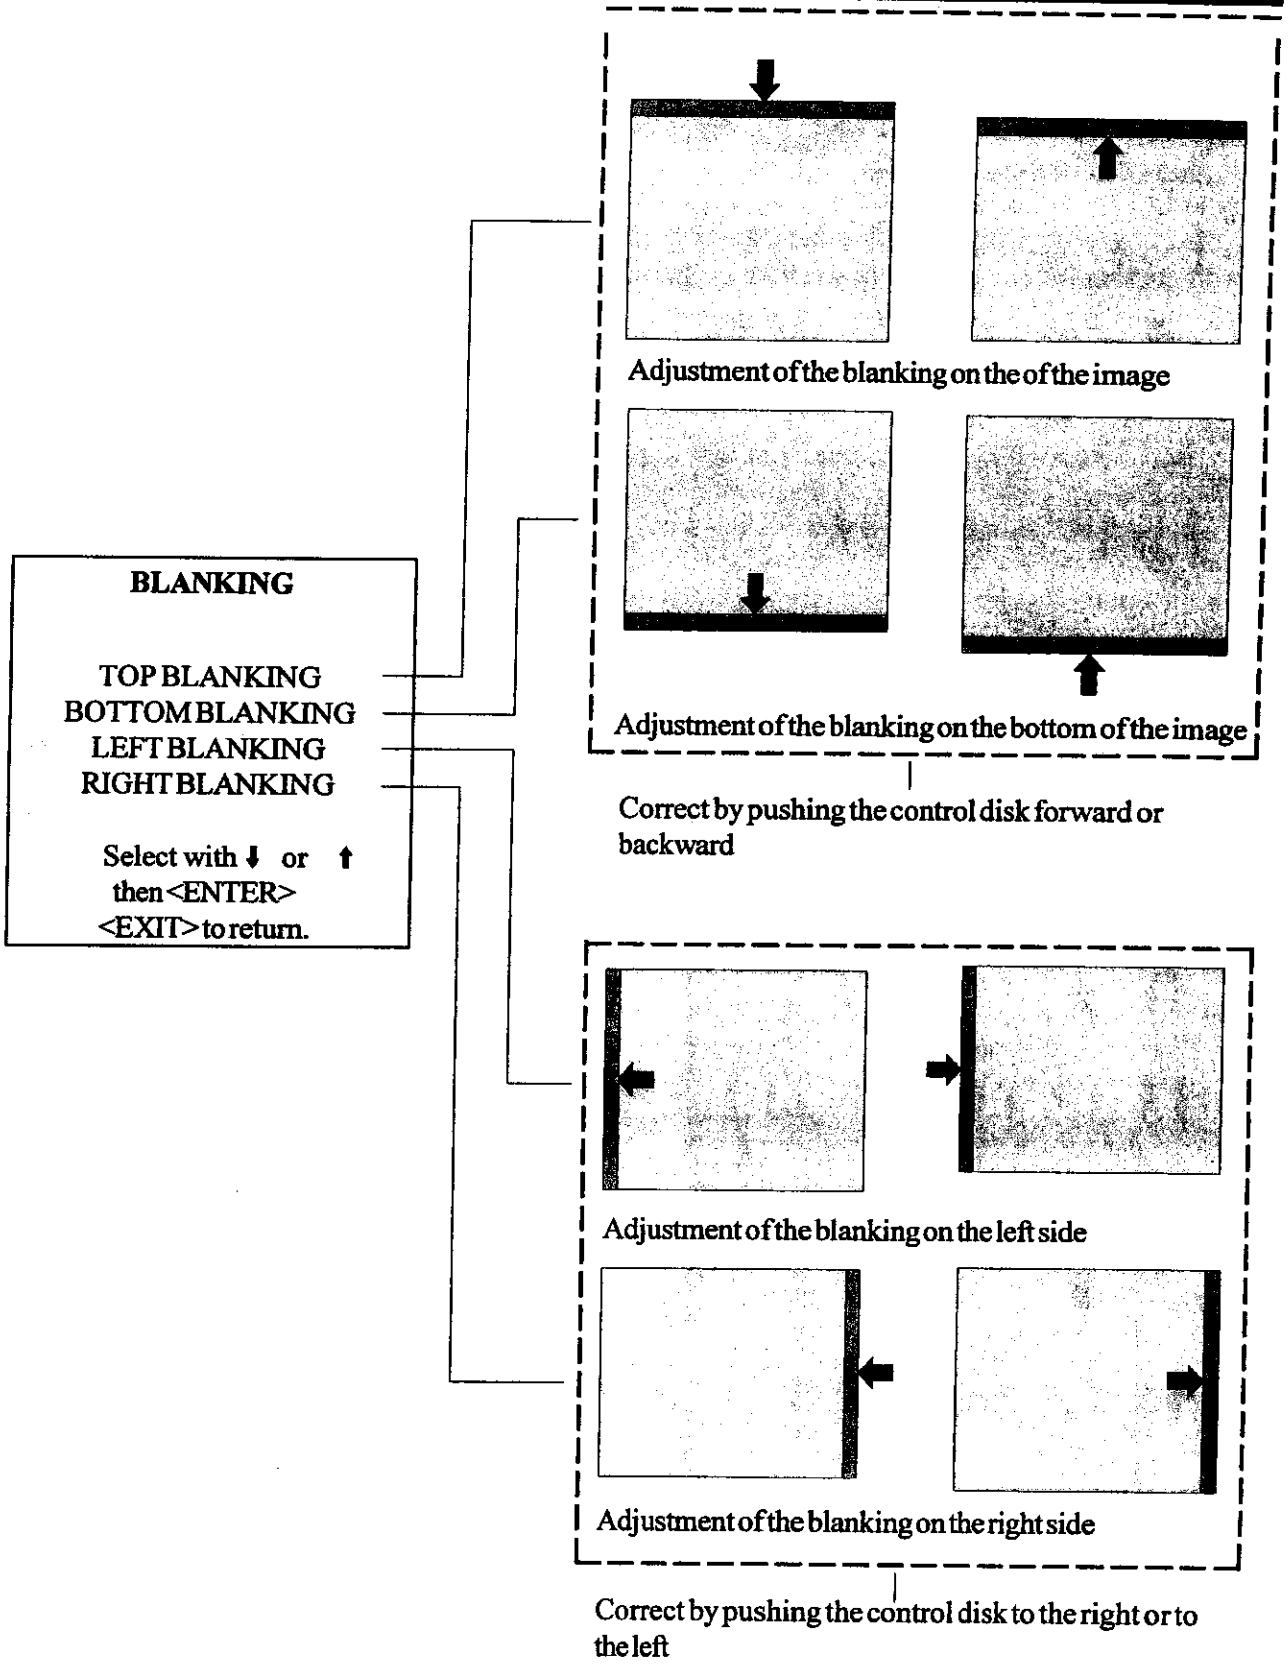 Adjustment of the blanking on the of the image
Adjustment of the blanking on the bottom of the image
Correct by pushing the control disk forward or
backward
BLANKING
TOP BLANKING
BOTTOM BLANKING
LEFT BLANKING
RIGHT BLANKING
Select with ⬇ or ⬆
then <ENTER>
<EXIT> to return.
Adjustment of the blanking on the left side
Adjustment of the blanking on the right side
Correct by pushing the control disk to the right or to
the left